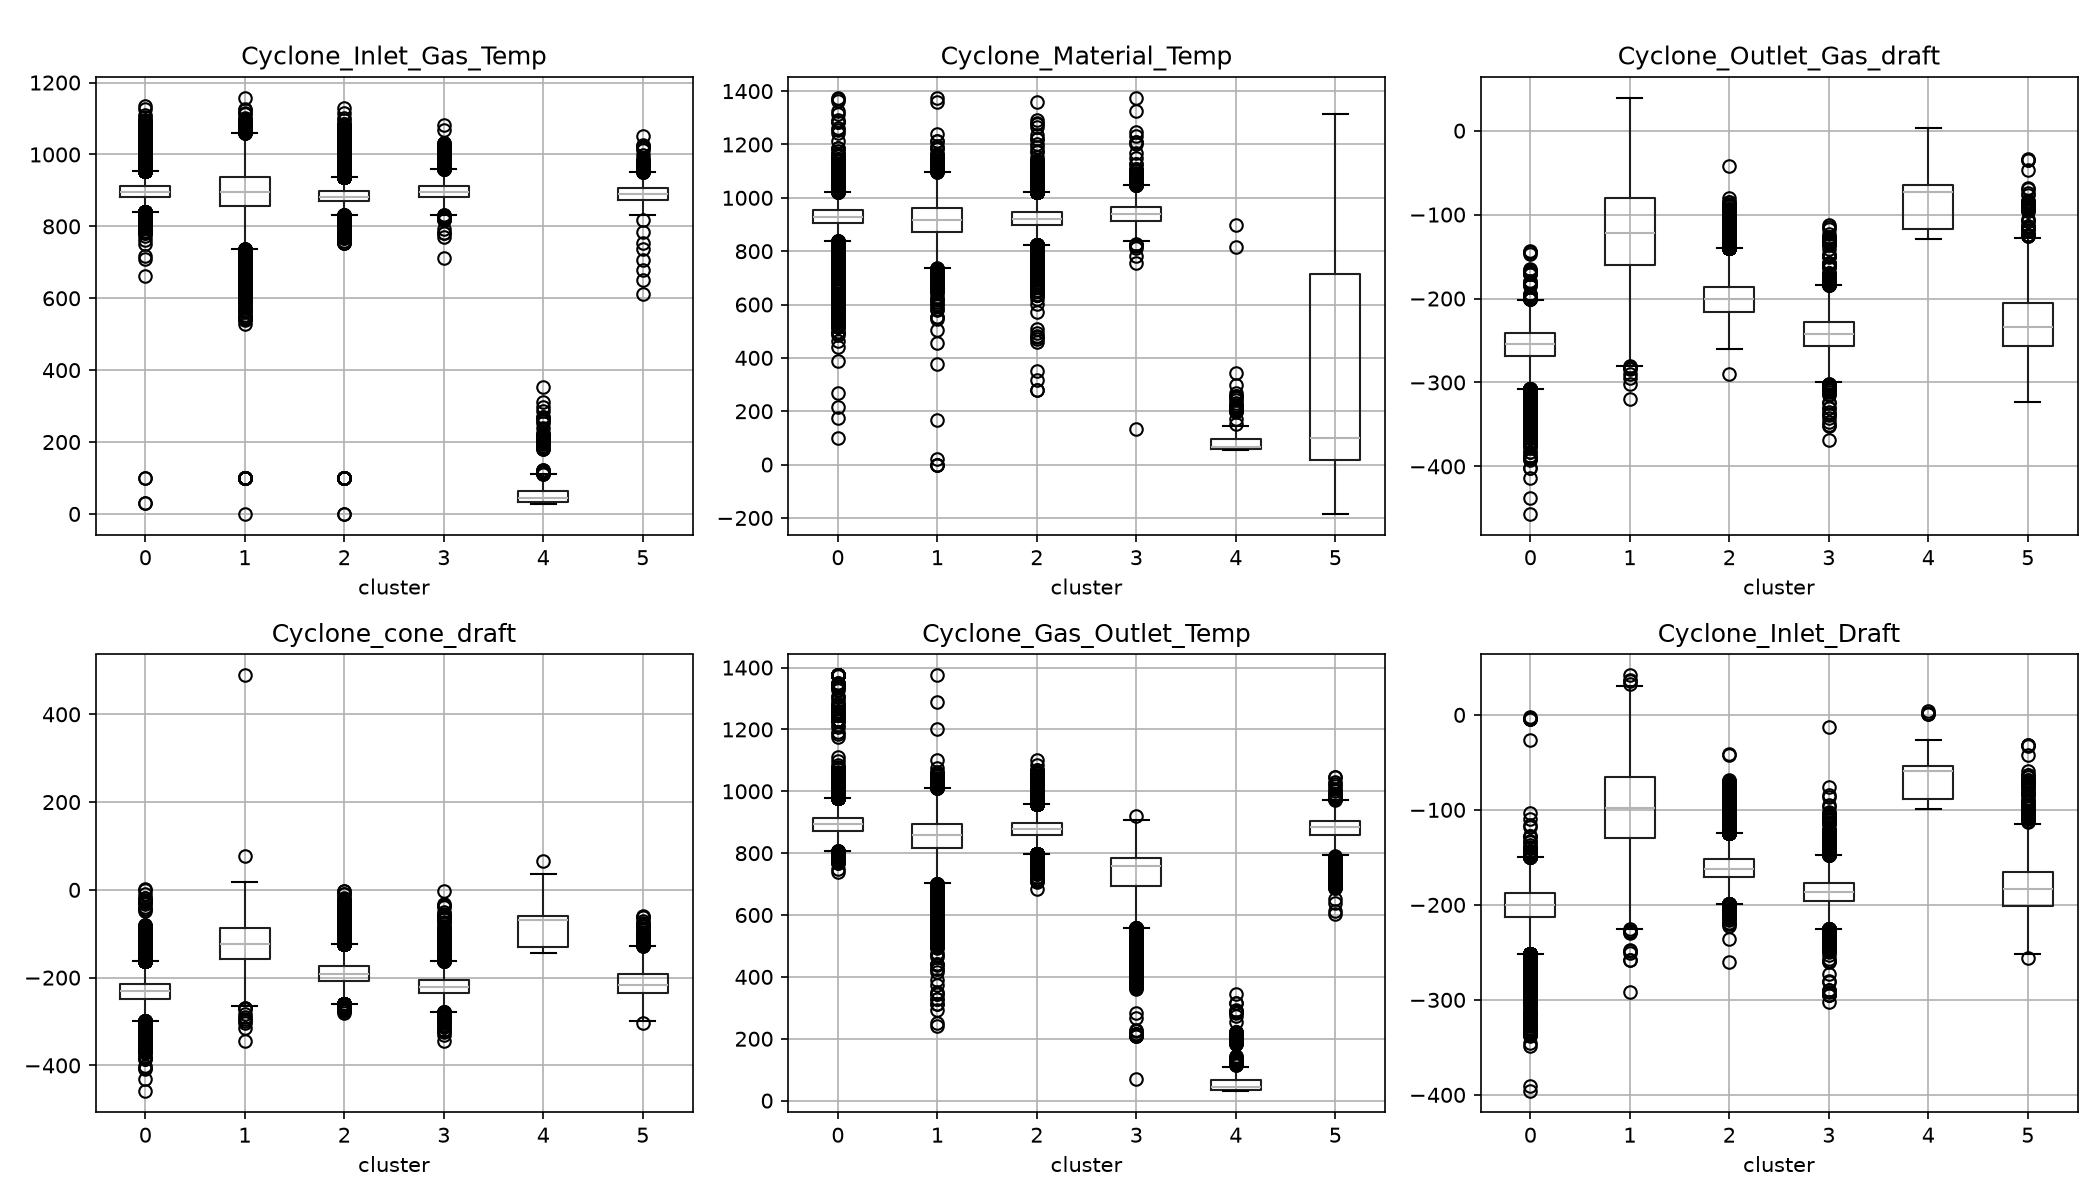 Cyclone_Inlet_Gas_Temp
1200
1000
800
600
400
200
0
0 1 2 3 4 5
cluster
Cyclone_Material_Temp
1400
1200
1000
800
600
400
200
0
−200
0 1 2 3 4 5
cluster
Cyclone_Outlet_Gas_draft
0
−100
−200
−300
−400
0 1 2 3 4 5
cluster
Cyclone_cone_draft
400
200
0
−200
−400
0 1 2 3 4 5
cluster
Cyclone_Gas_Outlet_Temp
1400
1200
1000
800
600
400
200
0
0 1 2 3 4 5
cluster
Cyclone_Inlet_Draft
0
−100
−200
−300
−400
0 1 2 3 4 5
cluster